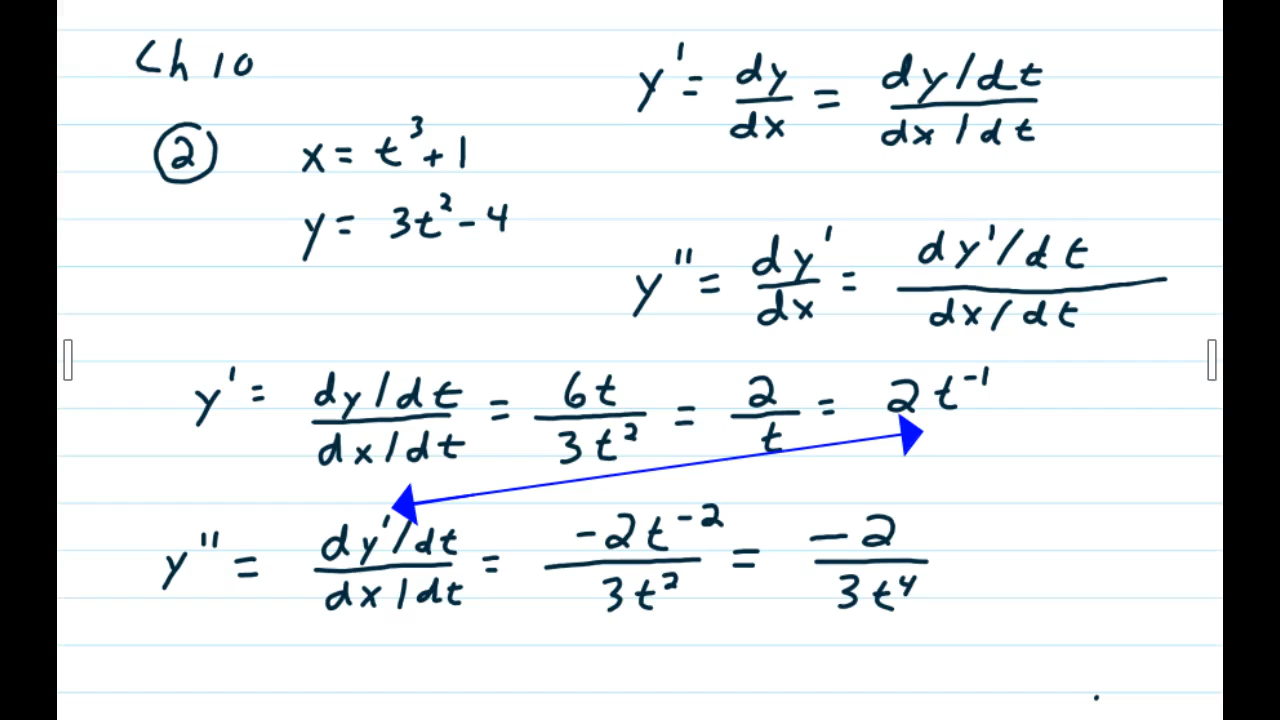 Ch 10
y' = dy/dx = (dy/dt)/(dx/dt)
② x = t³ + 1
y = 3t² - 4
y'' = dy'/dx = (dy'/dt)/(dx/dt)
y' = (dy/dt)/(dx/dt) = 6t/3t² = 2/t = 2t⁻¹
y'' = (dy'/dt)/(dx/dt) = -2t⁻²/3t² = -2/3t⁴